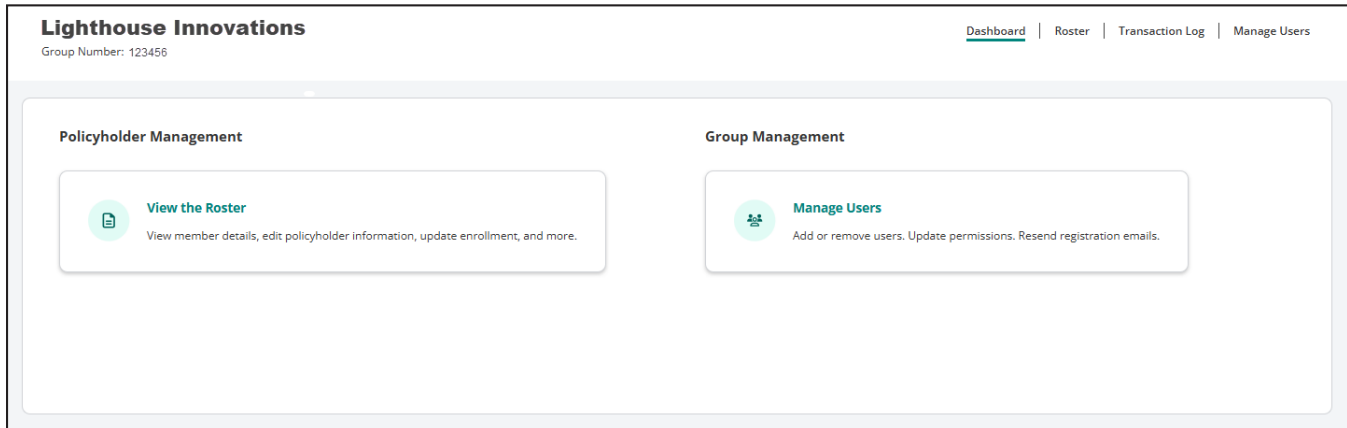 Lighthouse Innovations
Group Number: 123456
Dashboard | Roster | Transaction Log | Manage Users
Policyholder Management
View the Roster
View member details, edit policyholder information, update enrollment, and more.
Group Management
Manage Users
Add or remove users. Update permissions. Resend registration emails.